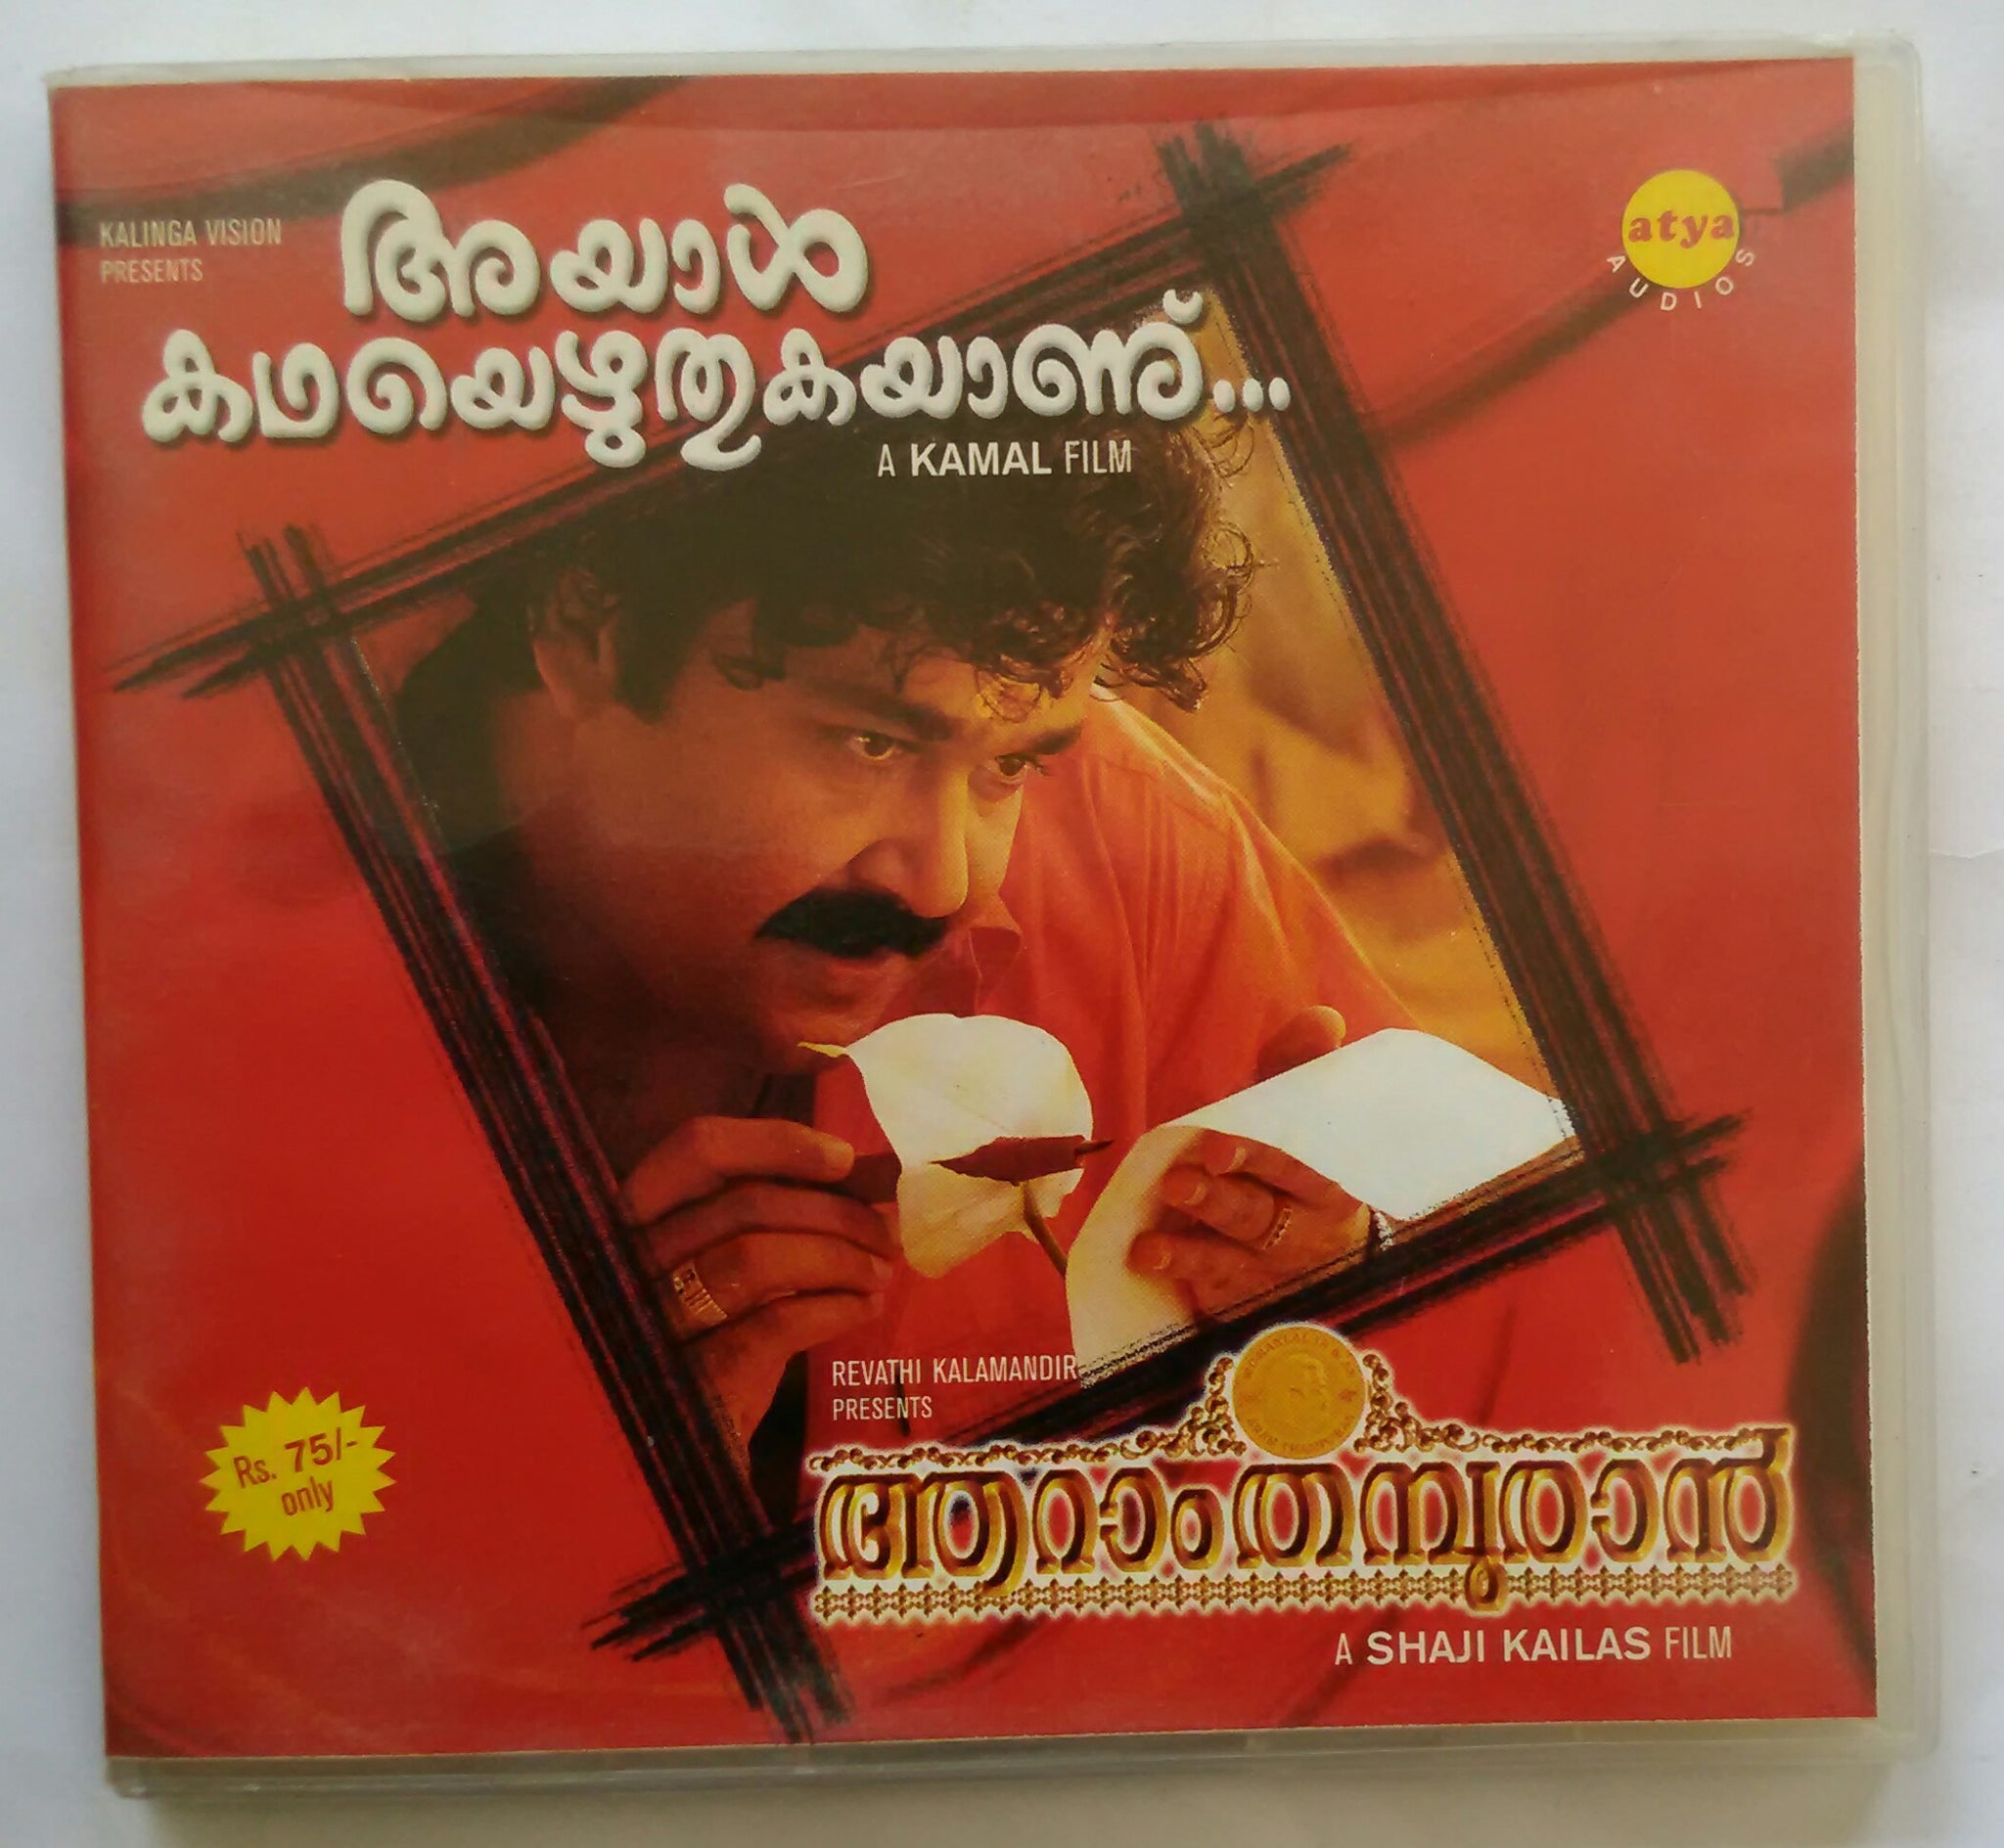 KALINGA VISION
PRESENTS
അയാൾ
കഥയെഴുതുകയാണു്...
A KAMAL FILM
atya
AUDIOS
REVATHI KALAMANDIR
PRESENTS
ആറാംതമ്പുരാൻ
A SHAJI KAILAS FILM
Rs. 75/-
only